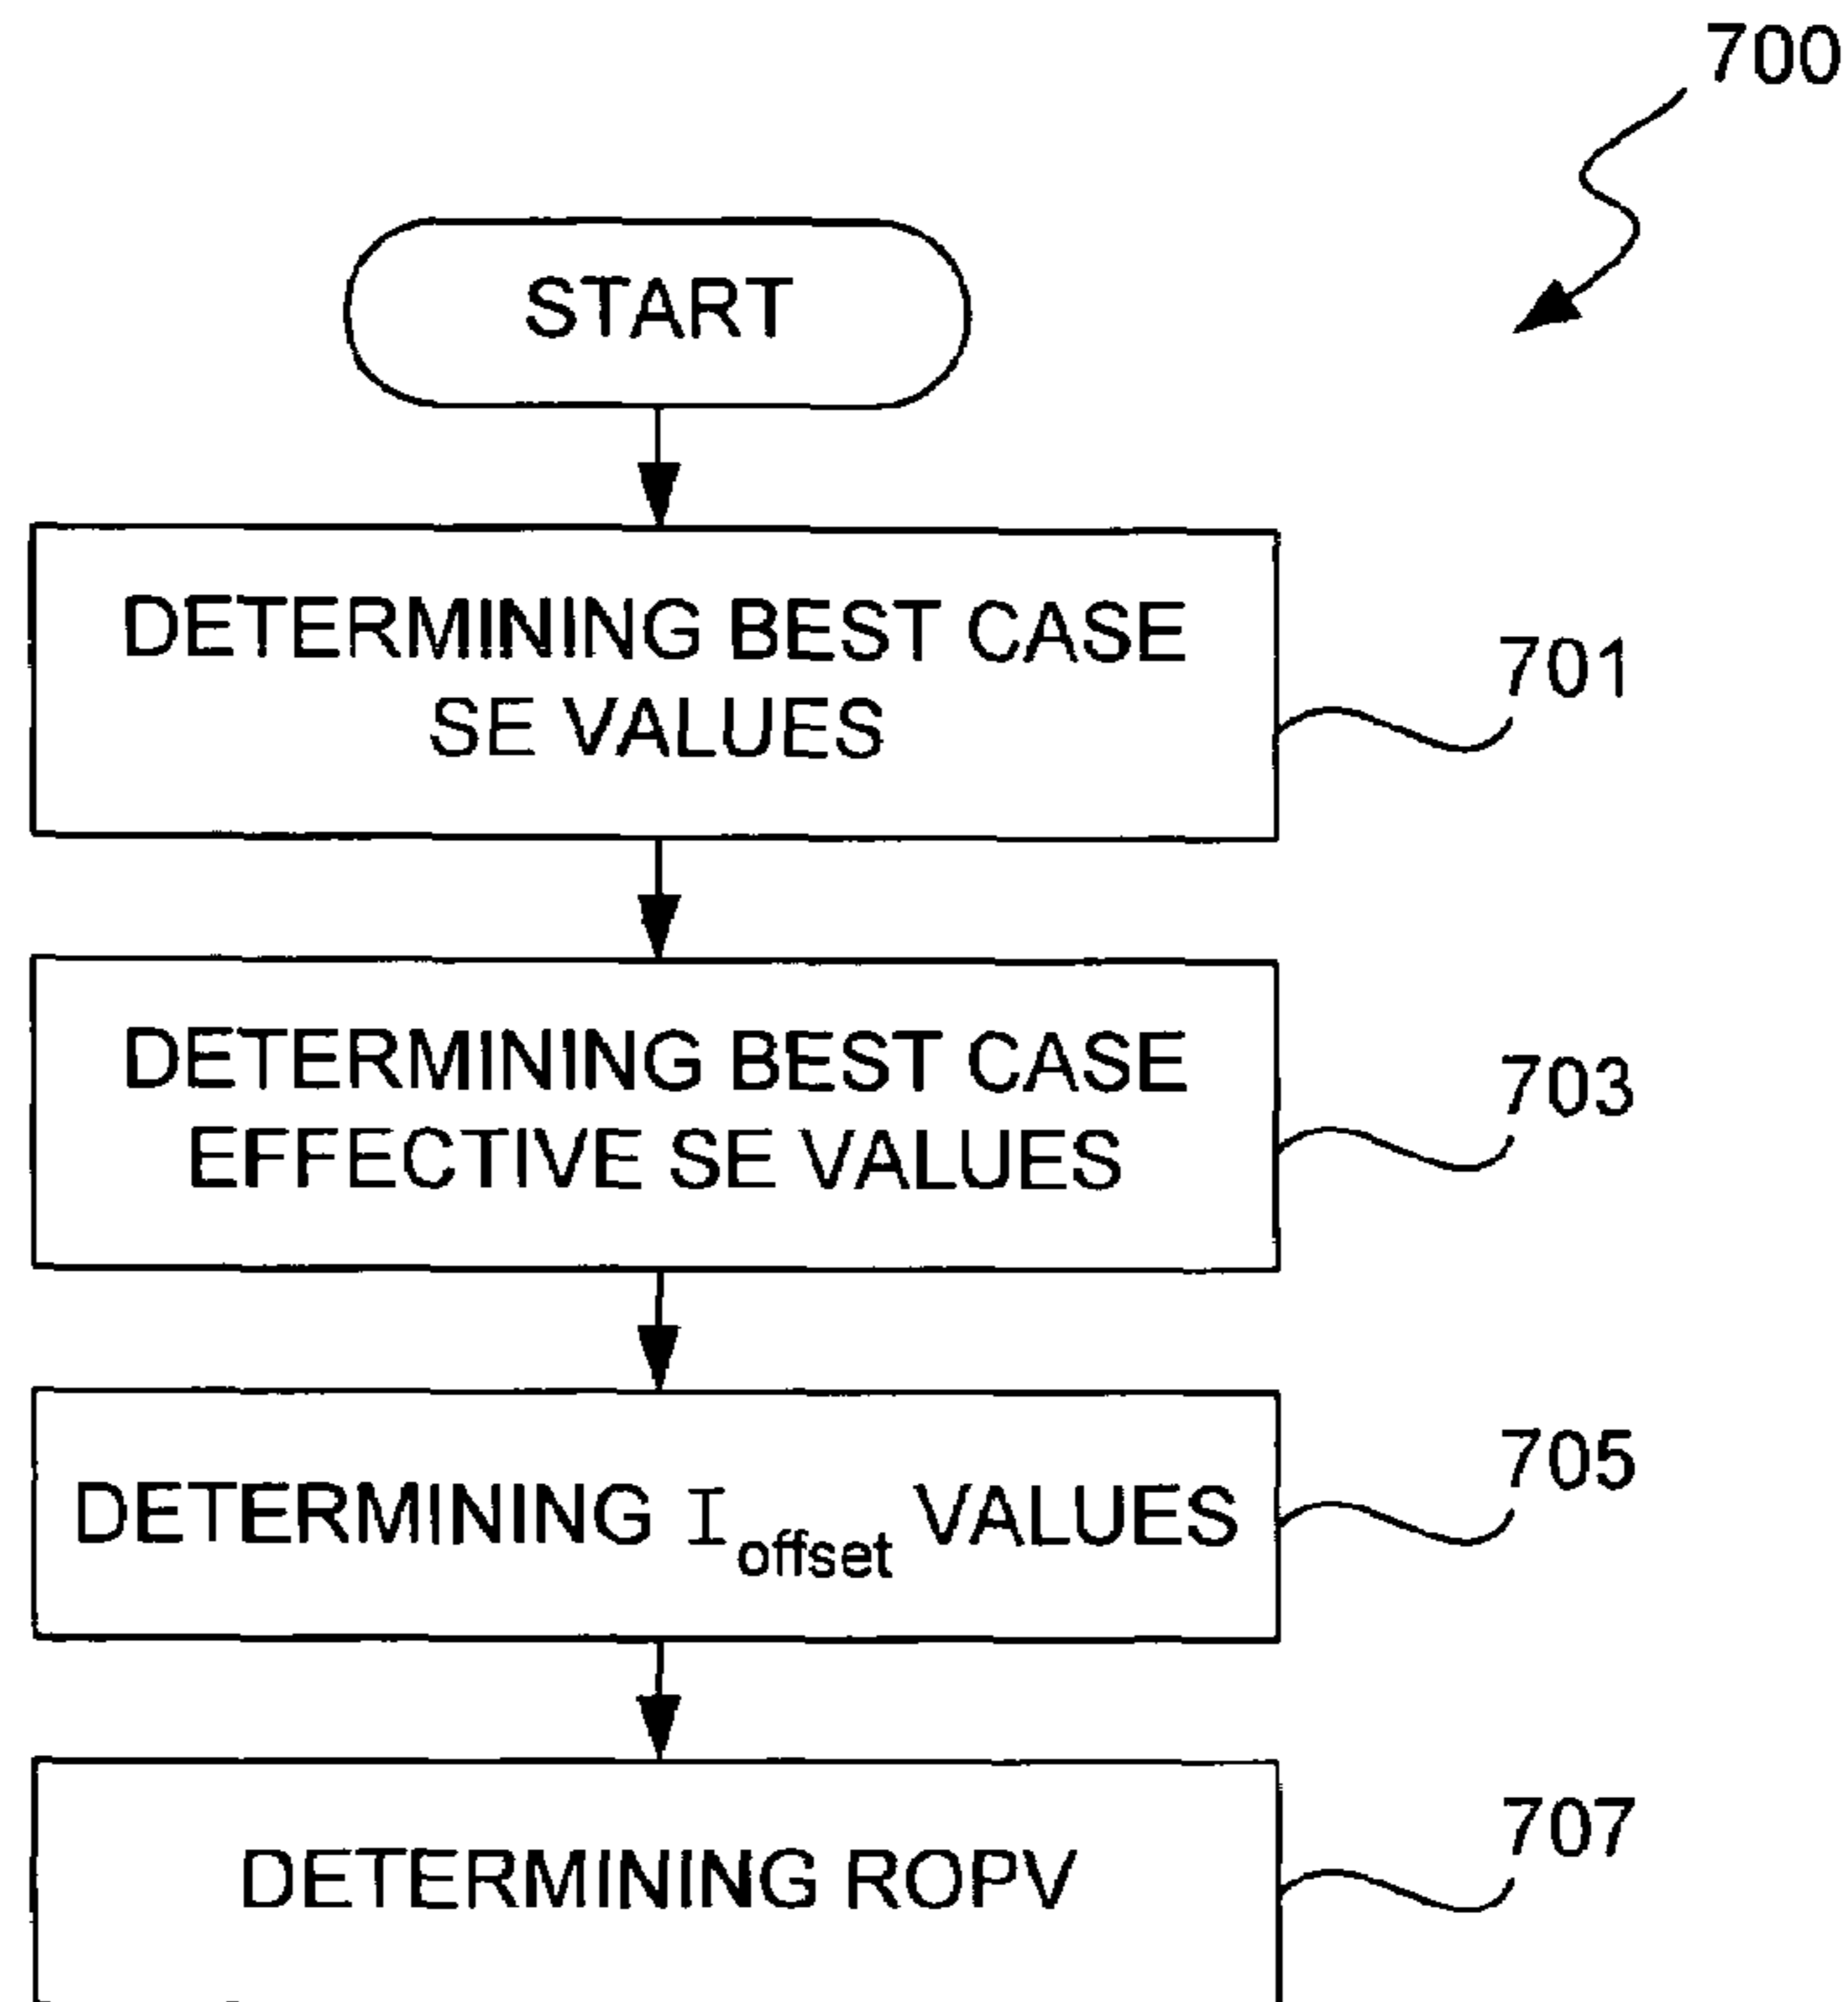 700
START
DETERMINING BEST CASE
SE VALUES
701
DETERMINING BEST CASE
EFFECTIVE SE VALUES
703
DETERMINING I offset VALUES
705
DETERMINING ROPV
707